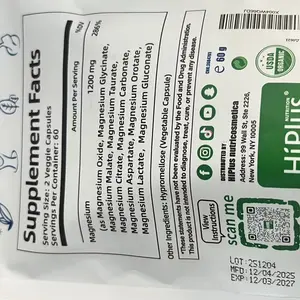 Supplement Facts
Serving Size: 2 Veggie Capsules
Servings Per Container: 60
Amount Per Serving
%DV
Magnesium
1200 mg
286%
(as Magnesium Oxide, Magnesium Glycinate,
Magnesium Malate, Magnesium Taurate,
Magnesium Citrate, Magnesium Carbonate,
Magnesium Aspartate, Magnesium Orotate,
Magnesium Lactate, Magnesium Gluconate)
Other Ingredients: Hypromellose (Vegetable Capsule)
*These statements have not been evaluated by the Food and Drug Administration.
This product is not intended to diagnose, treat, cure, or prevent any disease.
DISTRIBUTED BY
HiPlus nutricosmetica
Address: 99 Wall St, Ste 2226,
New York, NY 10005
e 60 g
USDA
ORGANIC
NUTRITION
HiPlus
scan me
LOT: 251204
MFD: 12/04/2025
EXP: 12/03/2027